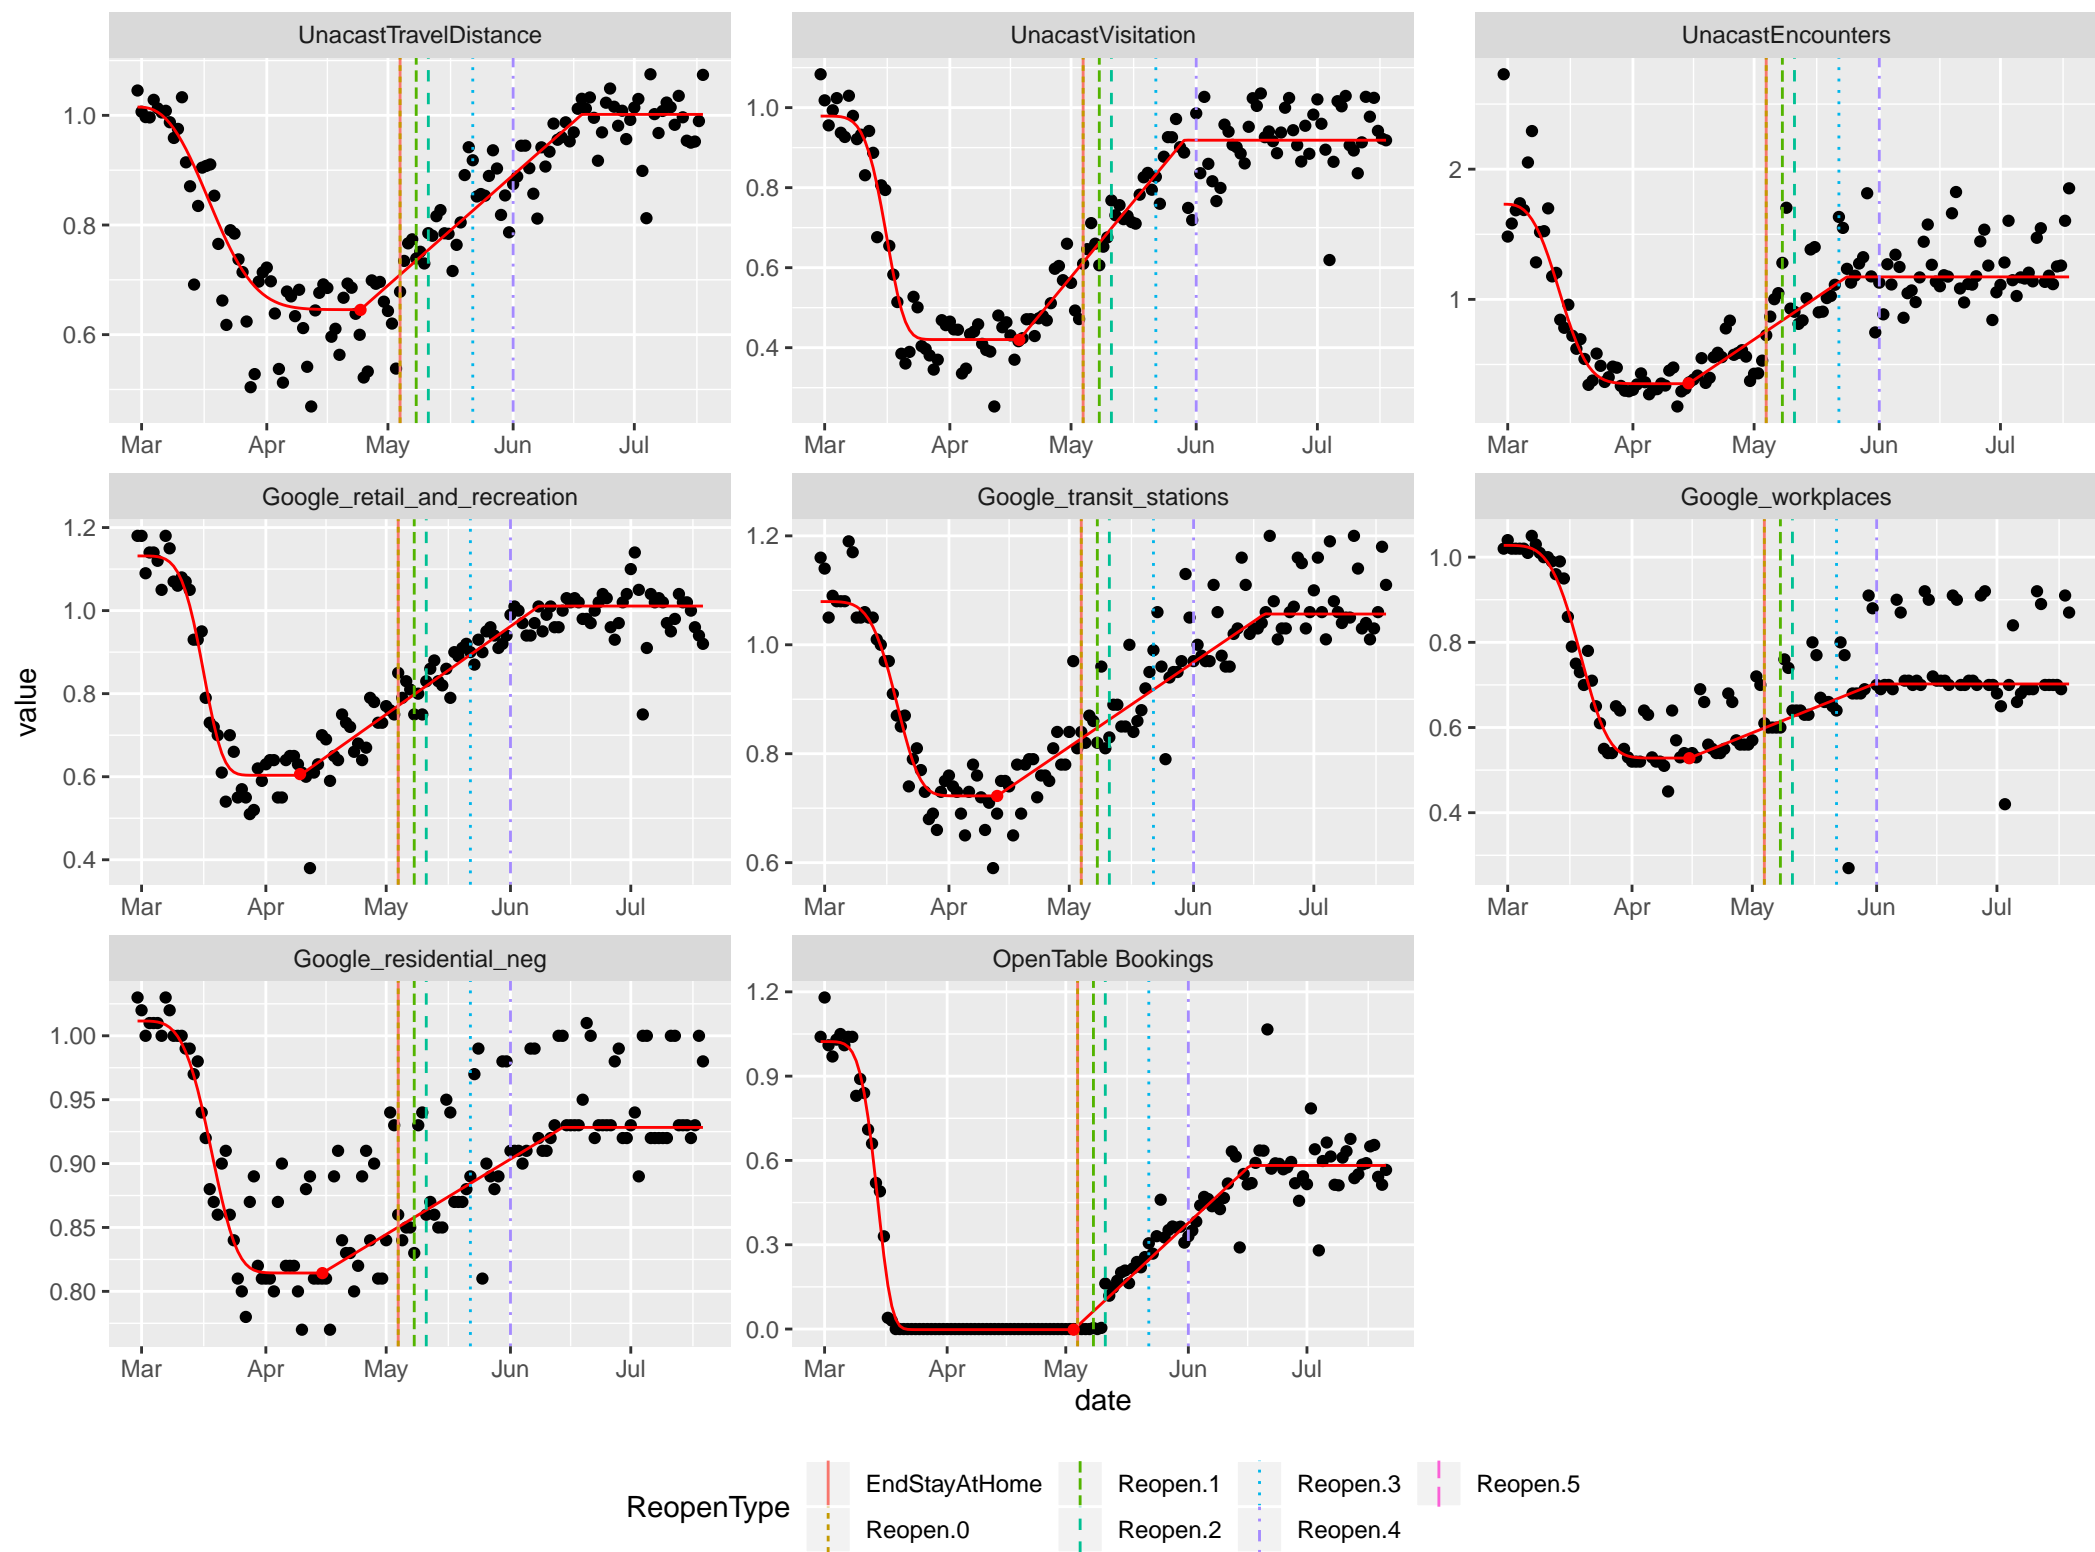 UnacastTravelDistance UnacastVisitation UnacastEncounters
1.0 0.8 0.6
1.0 0.8 0.6 0.4
2 1
Mar Apr May Jun Jul Mar Apr May Jun Jul Mar Apr May Jun Jul
Google_retail_and_recreation Google_transit_stations Google_workplaces
1.2 1.0 0.8 0.6 0.4
1.2 1.0 0.8 0.6
1.0 0.8 0.6 0.4
value
Mar Apr May Jun Jul Mar Apr May Jun Jul Mar Apr May Jun Jul
Google_residential_neg OpenTable Bookings
1.00 0.95 0.90 0.85 0.80
1.2 0.9 0.6 0.3 0.0
Mar Apr May Jun Jul Mar Apr May Jun Jul
date
ReopenType
EndStayAtHome Reopen.1 Reopen.3 Reopen.5
Reopen.0 Reopen.2 Reopen.4